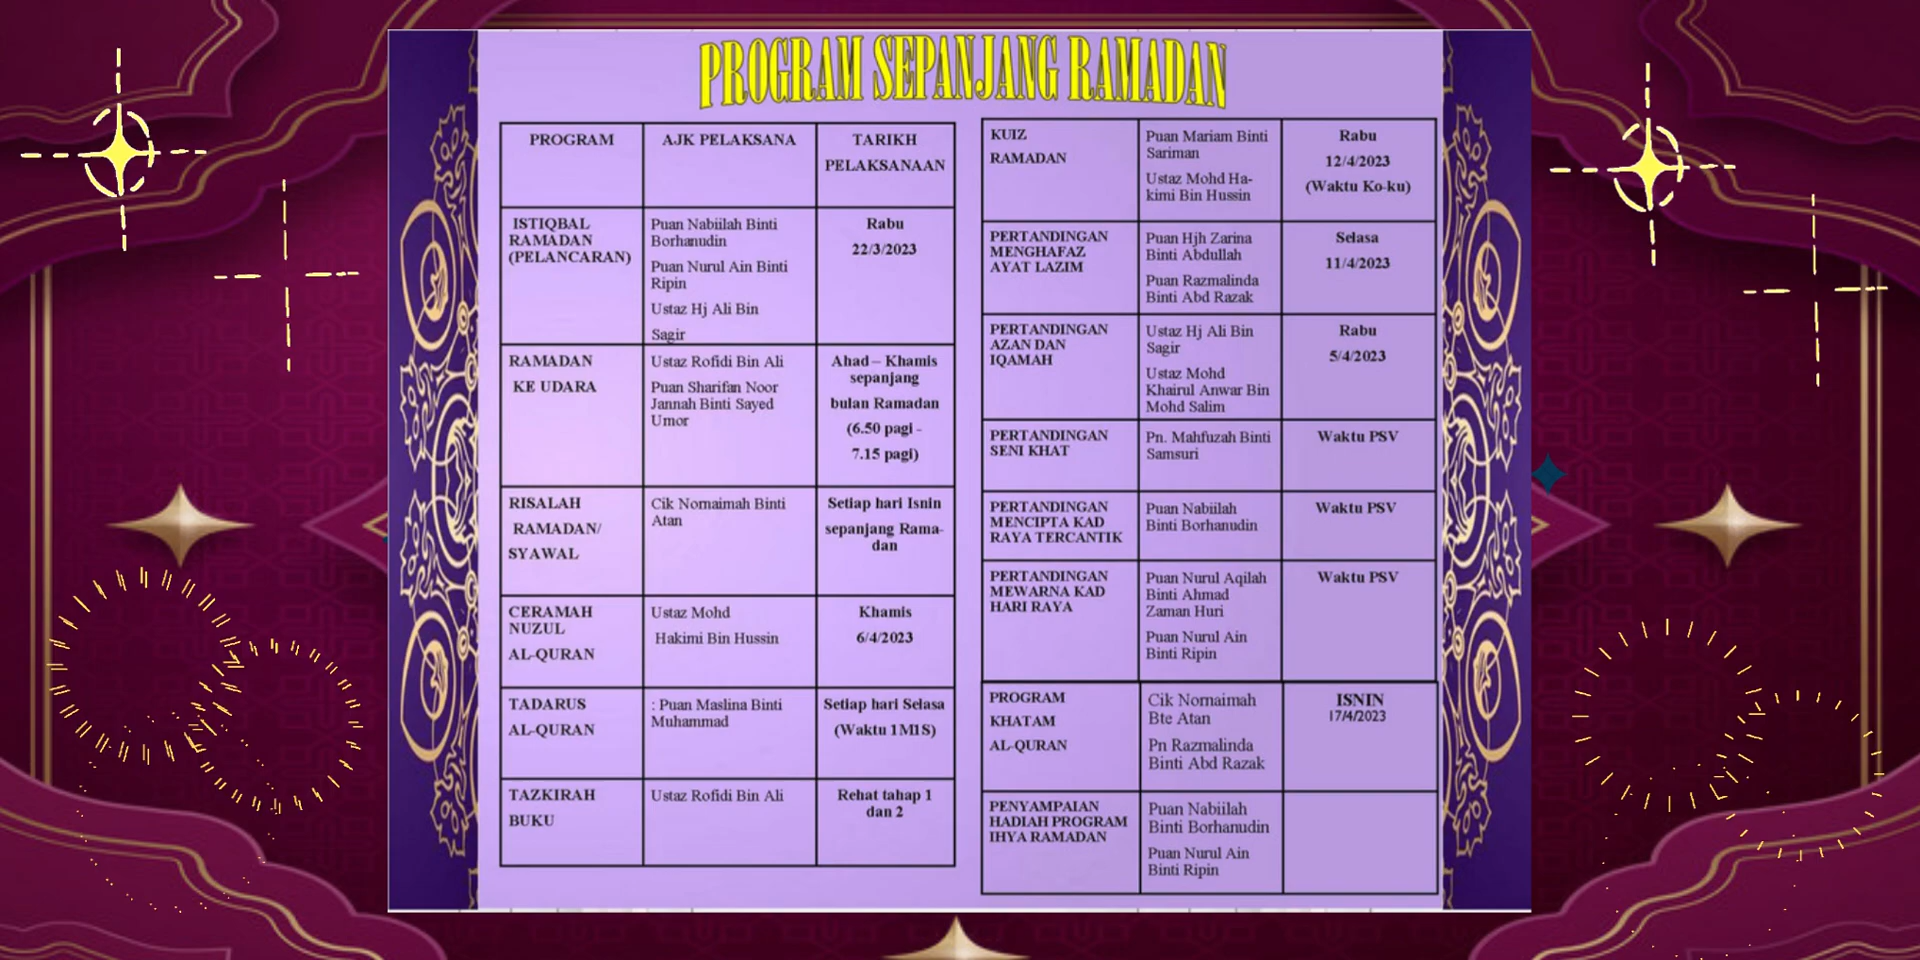 PROGRAM SEPANJANG RAMADAN
PROGRAM
AJK PELAKSANA
TARIKH
PELAKSANAAN
ISTIQBAL
RAMADAN
(PELANCARAN)
Puan Nabiilah Binti
Borhanudin
Puan Nurul Ain Binti
Ripin
Ustaz Hj Ali Bin
Sagir
Rabu
22/3/2023
RAMADAN
KE UDARA
Ustaz Rofidi Bin Ali
Puan Sharifan Noor
Jannah Binti Sayed
Umor
Ahad – Khamis
sepanjang
bulan Ramadan
(6.50 pagi -
7.15 pagi)
RISALAH
RAMADAN/
SYAWAL
Cik Nornaimah Binti
Atan
Setiap hari Isnin
sepanjang Rama-
dan
CERAMAH
NUZUL
AL-QURAN
Ustaz Mohd
Hakimi Bin Hussin
Khamis
6/4/2023
TADARUS
AL-QURAN
: Puan Maslina Binti
Muhammad
Setiap hari Selasa
(Waktu 1M1S)
TAZKIRAH
BUKU
Ustaz Rofidi Bin Ali
Rehat tahap 1
dan 2
KUIZ
RAMADAN
Puan Mariam Binti
Sariman
Ustaz Mohd Ha-
kimi Bin Hussin
Rabu
12/4/2023
(Waktu Ko-ku)
PERTANDINGAN
MENGHAFAZ
AYAT LAZIM
Puan Hjh Zarina
Binti Abdullah
Puan Razmalinda
Binti Abd Razak
Selasa
11/4/2023
PERTANDINGAN
AZAN DAN
IQAMAH
Ustaz Hj Ali Bin
Sagir
Ustaz Mohd
Khairul Anwar Bin
Mohd Salim
Rabu
5/4/2023
PERTANDINGAN
SENI KHAT
Pn. Mahfuzah Binti
Samsuri
Waktu PSV
PERTANDINGAN
MENCIPTA KAD
RAYA TERCANTIK
Puan Nabiilah
Binti Borhanudin
Waktu PSV
PERTANDINGAN
MEWARNA KAD
HARI RAYA
Puan Nurul Aqilah
Binti Ahmad
Zaman Huri
Puan Nurul Ain
Binti Ripin
Waktu PSV
PROGRAM
KHATAM
AL-QURAN
Cik Nornaimah
Bte Atan
Pn Razmalinda
Binti Abd Razak
ISNIN
17/4/2023
PENYAMPAIAN
HADIAH PROGRAM
IHYA RAMADAN
Puan Nabiilah
Binti Borhanudin
Puan Nurul Ain
Binti Ripin